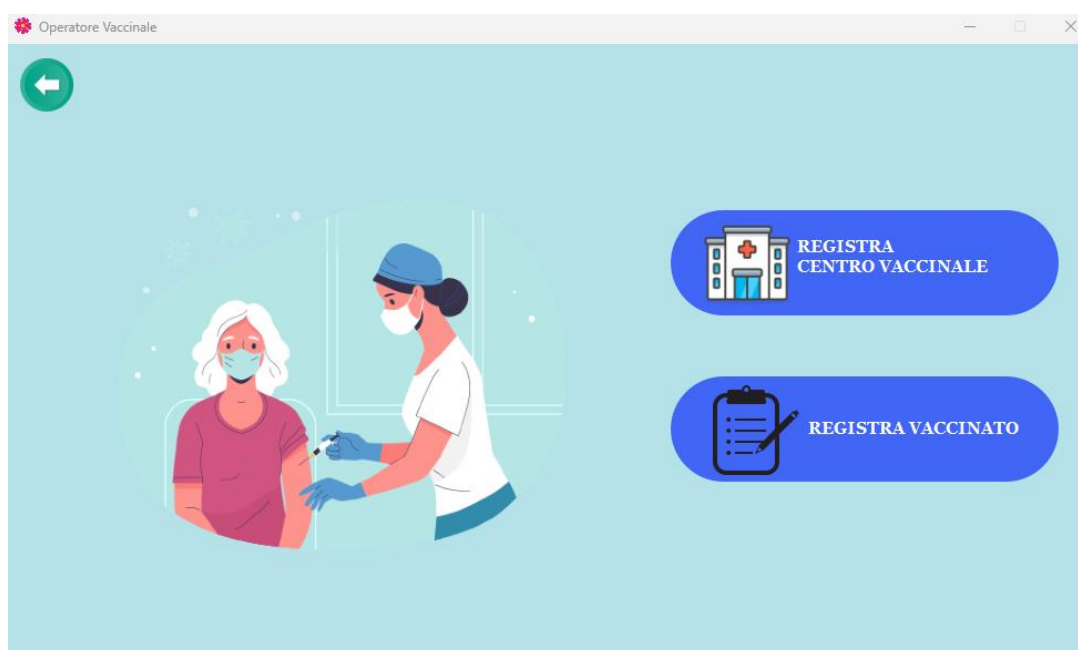 Operatore Vaccinale
REGISTRA
CENTRO VACCINALE
REGISTRA VACCINATO